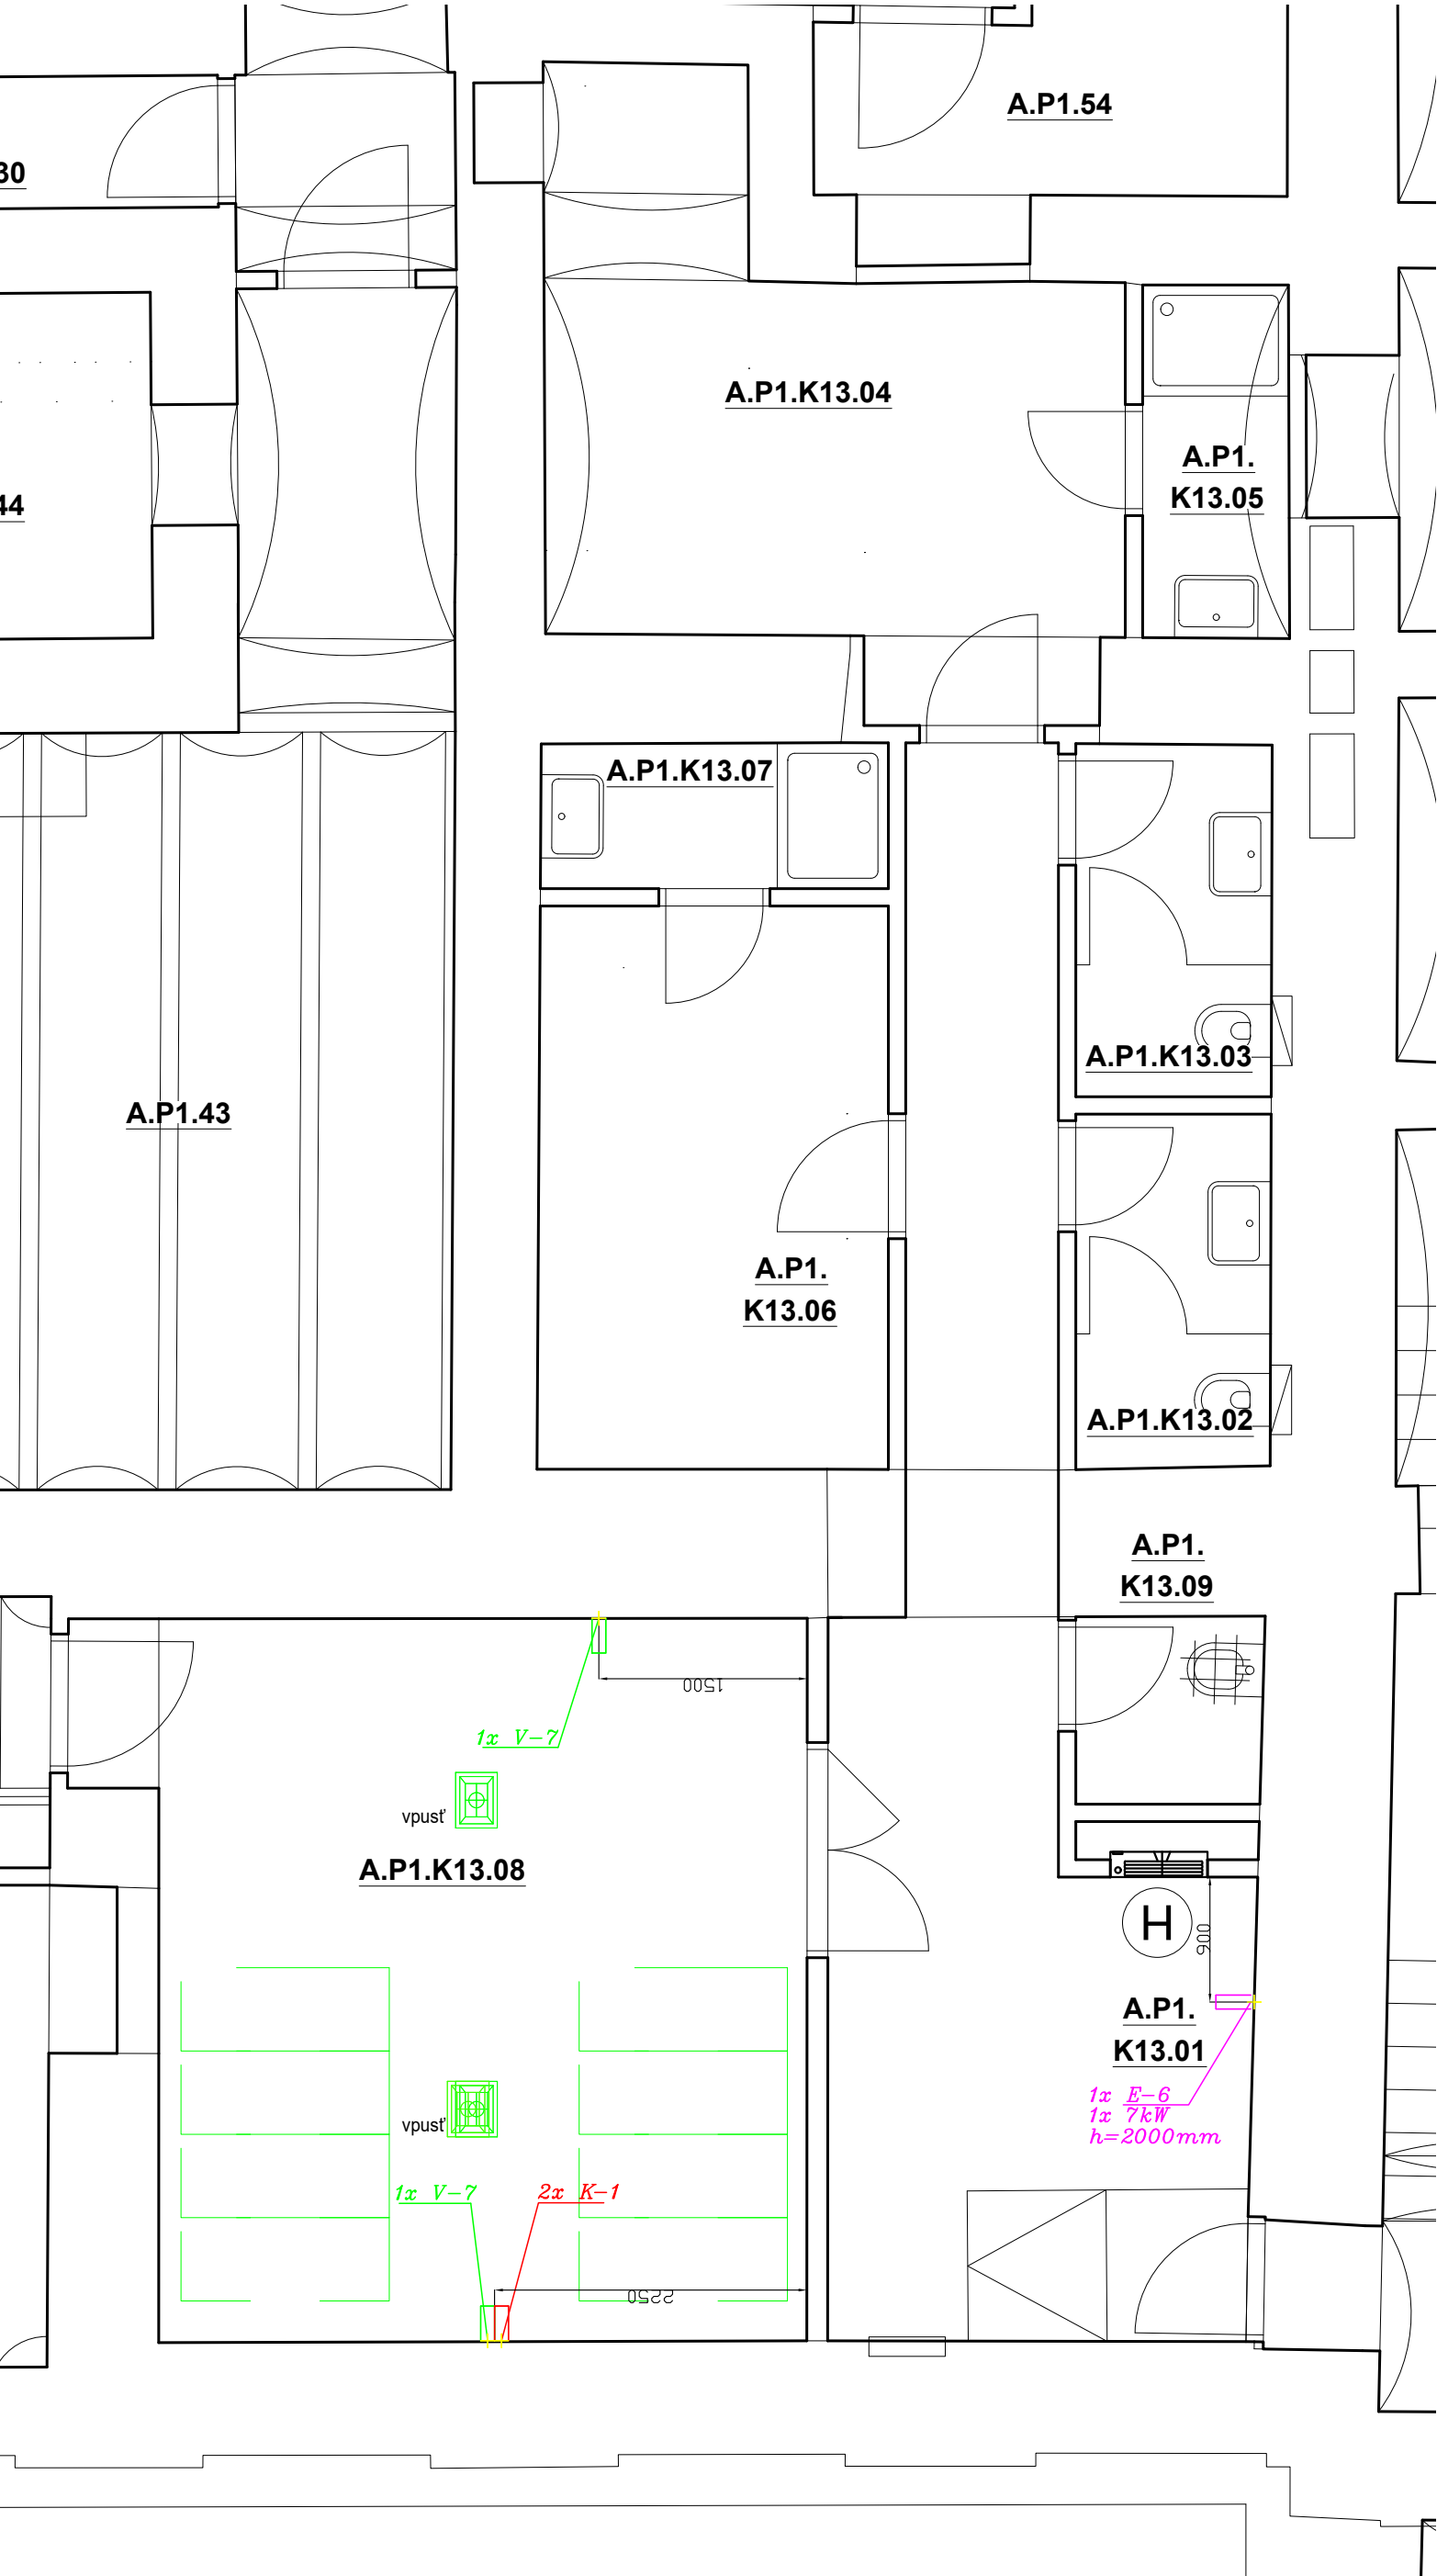 A.P1.54
30
A.P1.K13.04
A.P1.
K13.05
44
A.P1.K13.07
A.P1.K13.03
A.P1.43
A.P1.
K13.06
A.P1.K13.02
A.P1.
K13.09
1500
1x V-7
vpusť
A.P1.K13.08
H
900
A.P1.
K13.01
1x E-6
1x 7kW
h=2000mm
vpusť
1x V-7
2x K-1
2250